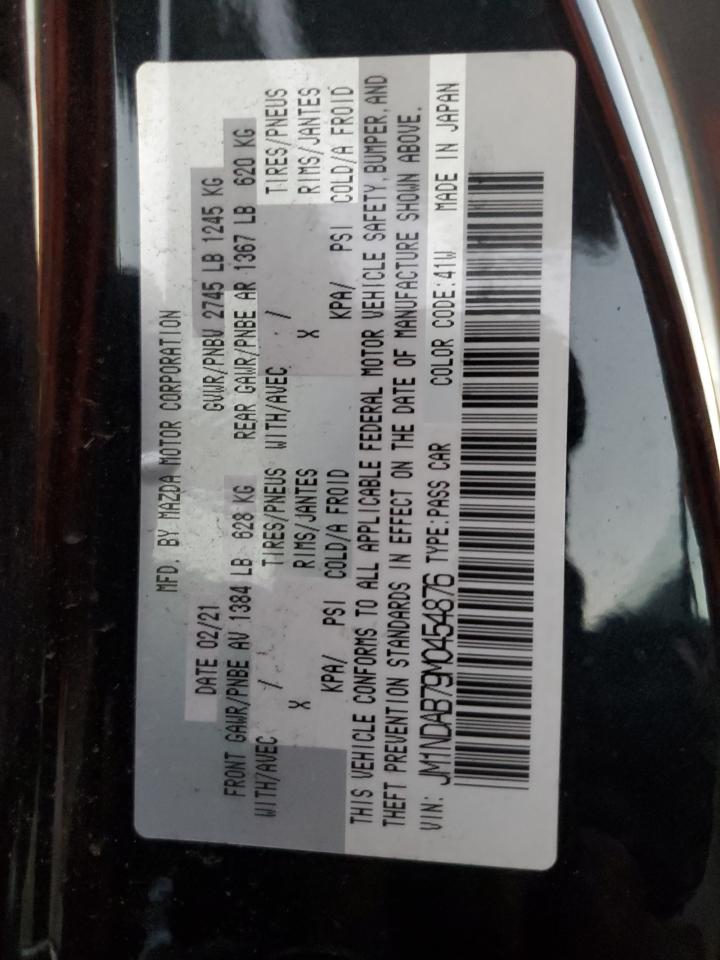 MFD. BY MAZDA MOTOR CORPORATION
DATE 02/21 GVWR/PNBV 2745 LB 1245 KG
FRONT GAWR/PNBE AV 1384 LB 628 KG REAR GAWR/PNBE AR 1367 LB 620 KG
WITH/AVEC / TIRES/PNEUS WITH/AVEC / TIRES/PNEUS
X RIMS/JANTES X RIMS/JANTES
KPA/ PSI COLD/A FROID KPA/ PSI COLD/A FROID
THIS VEHICLE CONFORMS TO ALL APPLICABLE FEDERAL MOTOR VEHICLE SAFETY, BUMPER, AND
THEFT PREVENTION STANDARDS IN EFFECT ON THE DATE OF MANUFACTURE SHOWN ABOVE.
VIN: JM1NDAB79M0454876 TYPE:PASS CAR COLOR CODE:41W MADE IN JAPAN